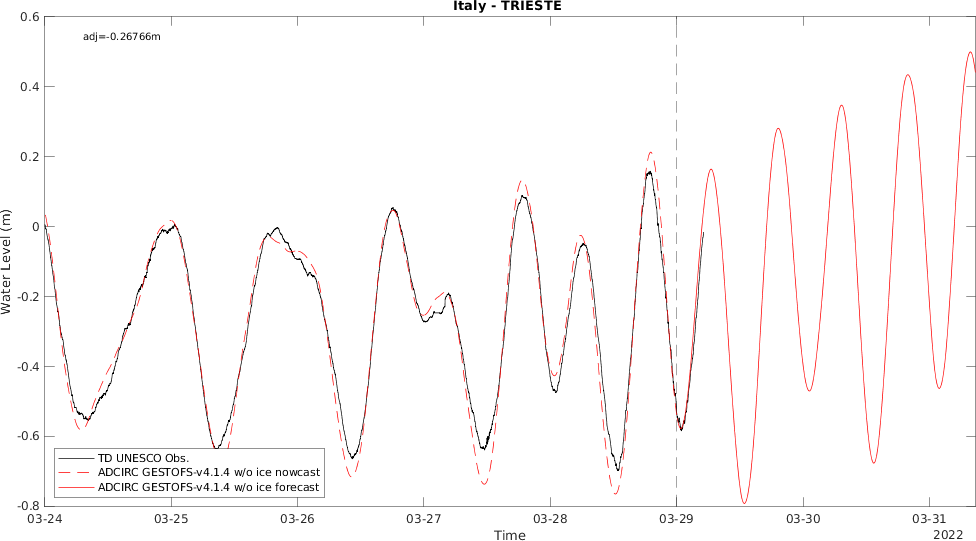 Italy - TRIESTE
adj=-0.26766m
0.6
0.4
0.2
0
-0.2
-0.4
-0.6
-0.8
Water Level (m)
TD UNESCO Obs.
ADCIRC GESTOFS-v4.1.4 w/o ice nowcast
ADCIRC GESTOFS-v4.1.4 w/o ice forecast
03-24 03-25 03-26 03-27 03-28 03-29 03-30 03-31
Time
2022